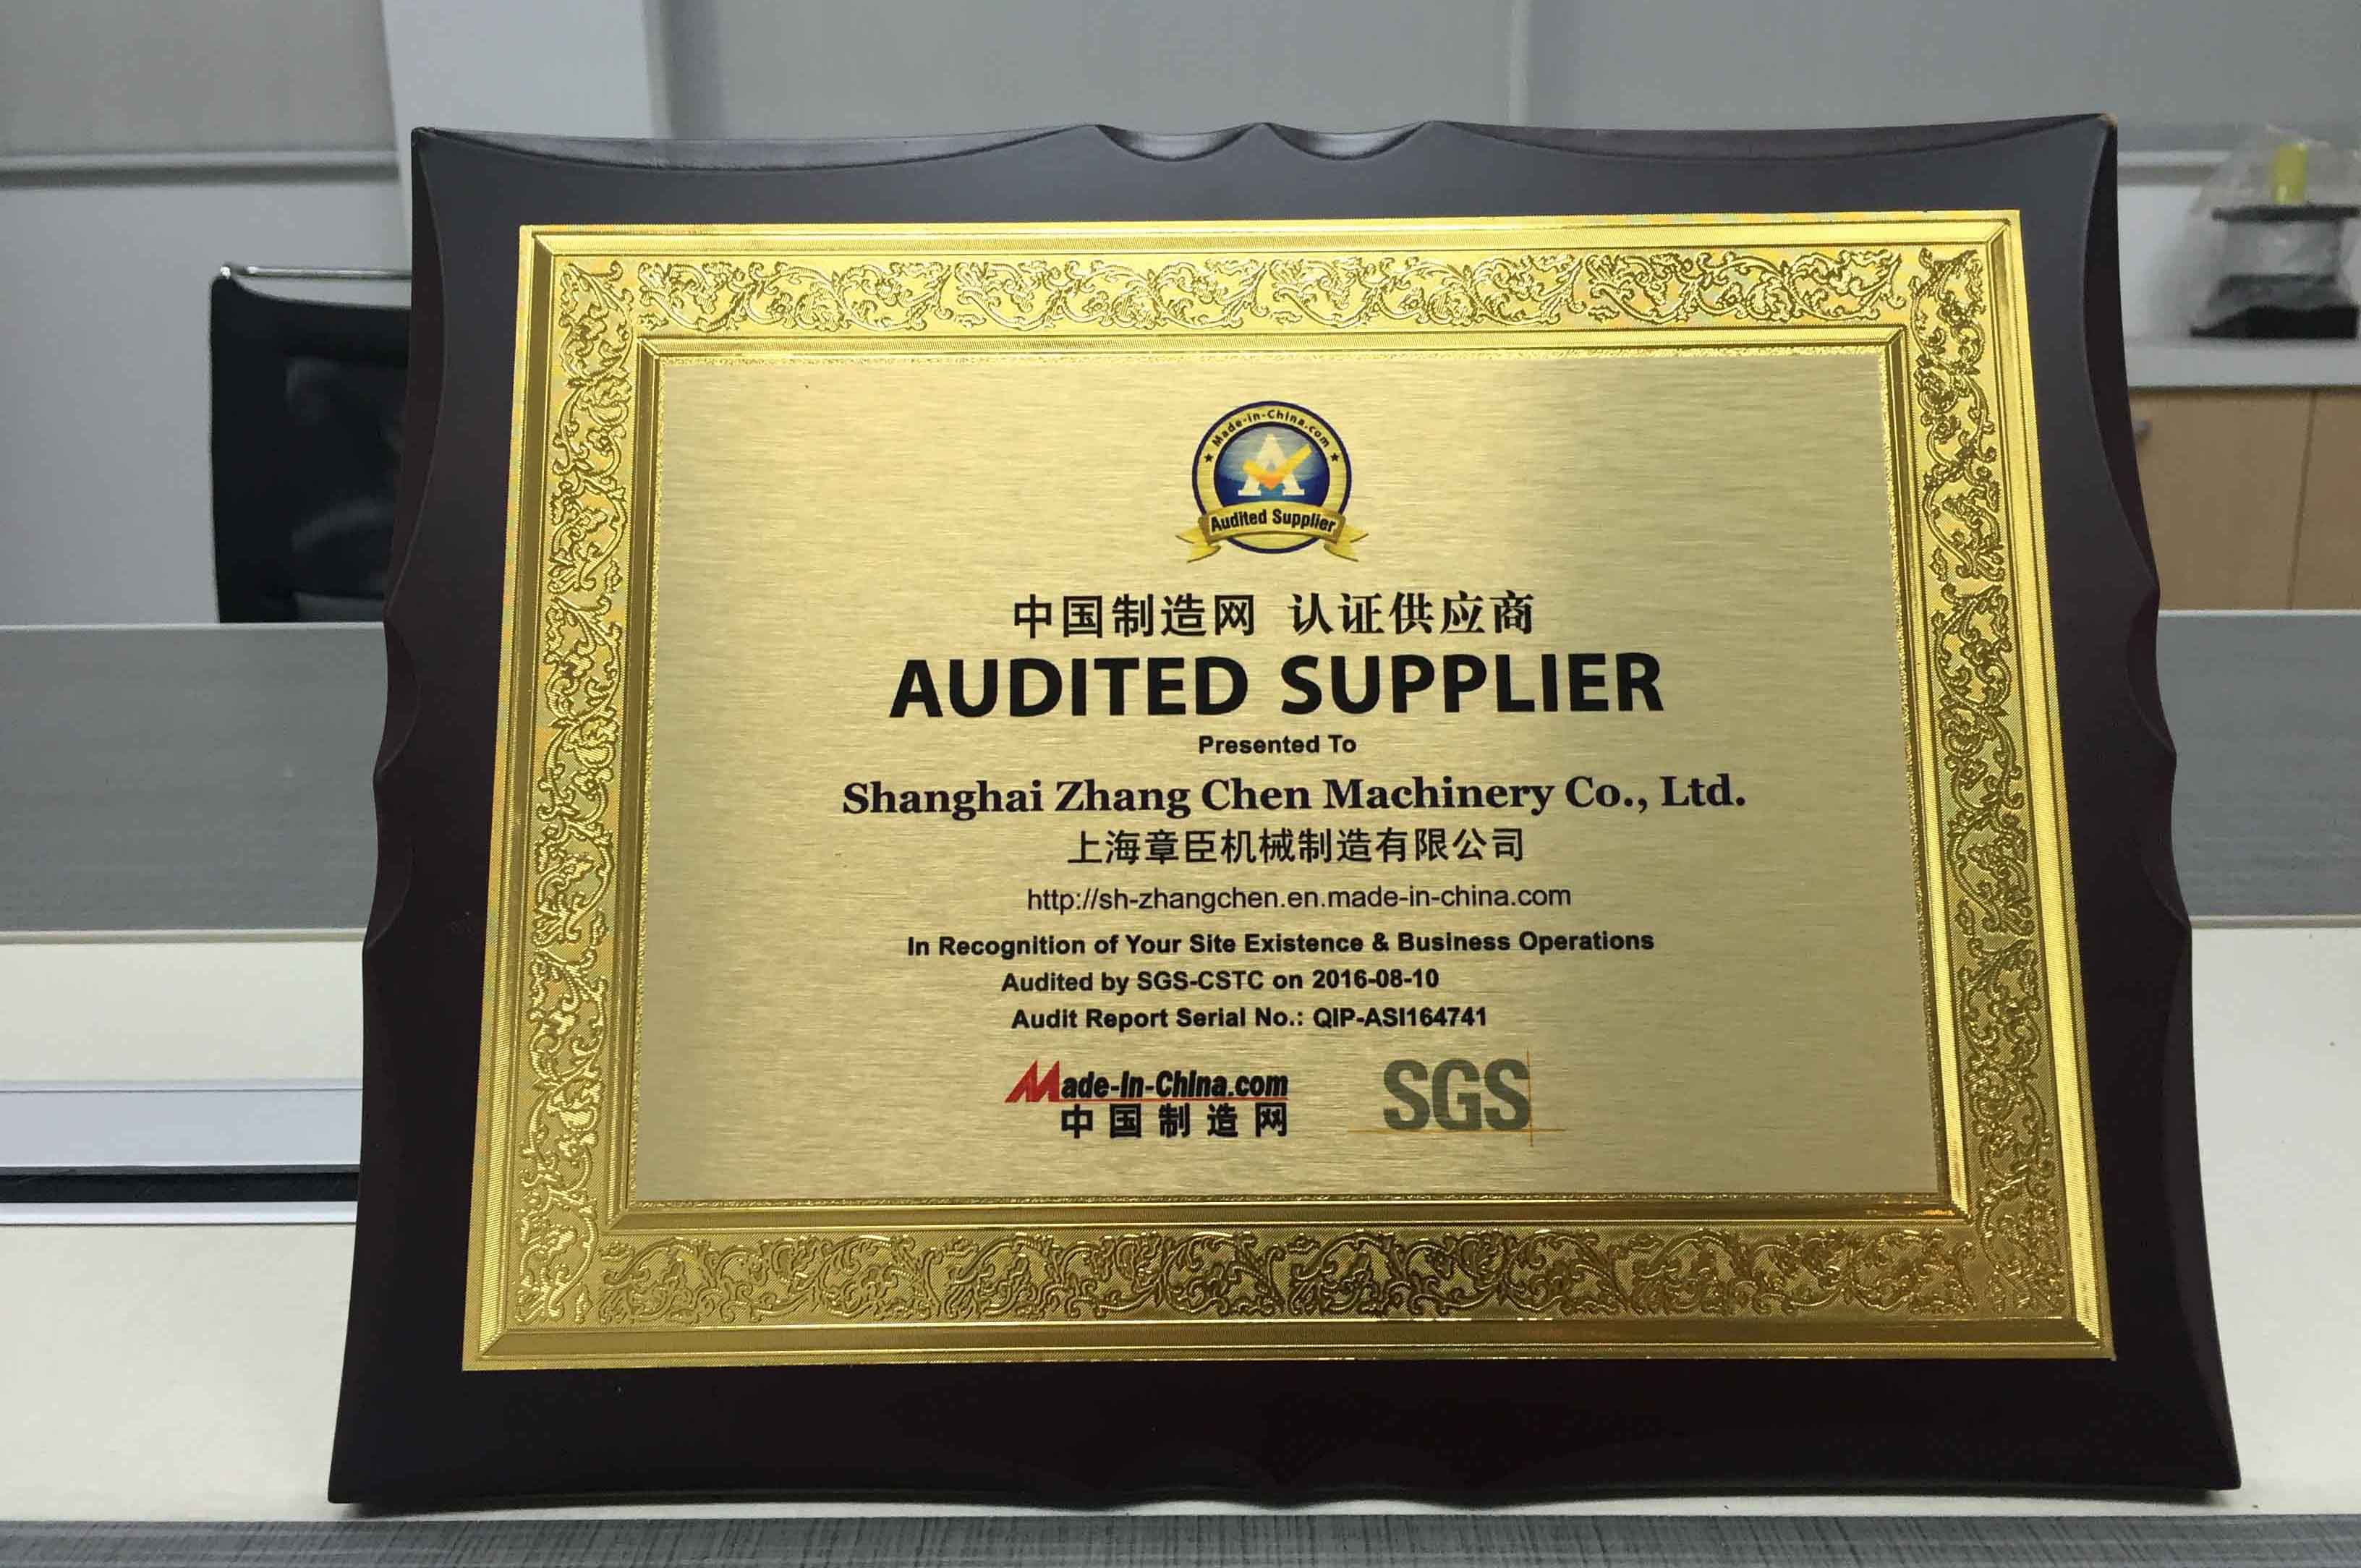 Made-in-China.com
A
Audited Supplier
中国制造网 认证供应商
AUDITED SUPPLIER
Presented To
Shanghai Zhang Chen Machinery Co., Ltd.
上海章臣机械制造有限公司
http://sh-zhangchen.en.made-in-china.com
In Recognition of Your Site Existence & Business Operations
Audited by SGS-CSTC on 2016-08-10
Audit Report Serial No.: QIP-ASI164741
Made-in-China.com
中国制造网
SGS